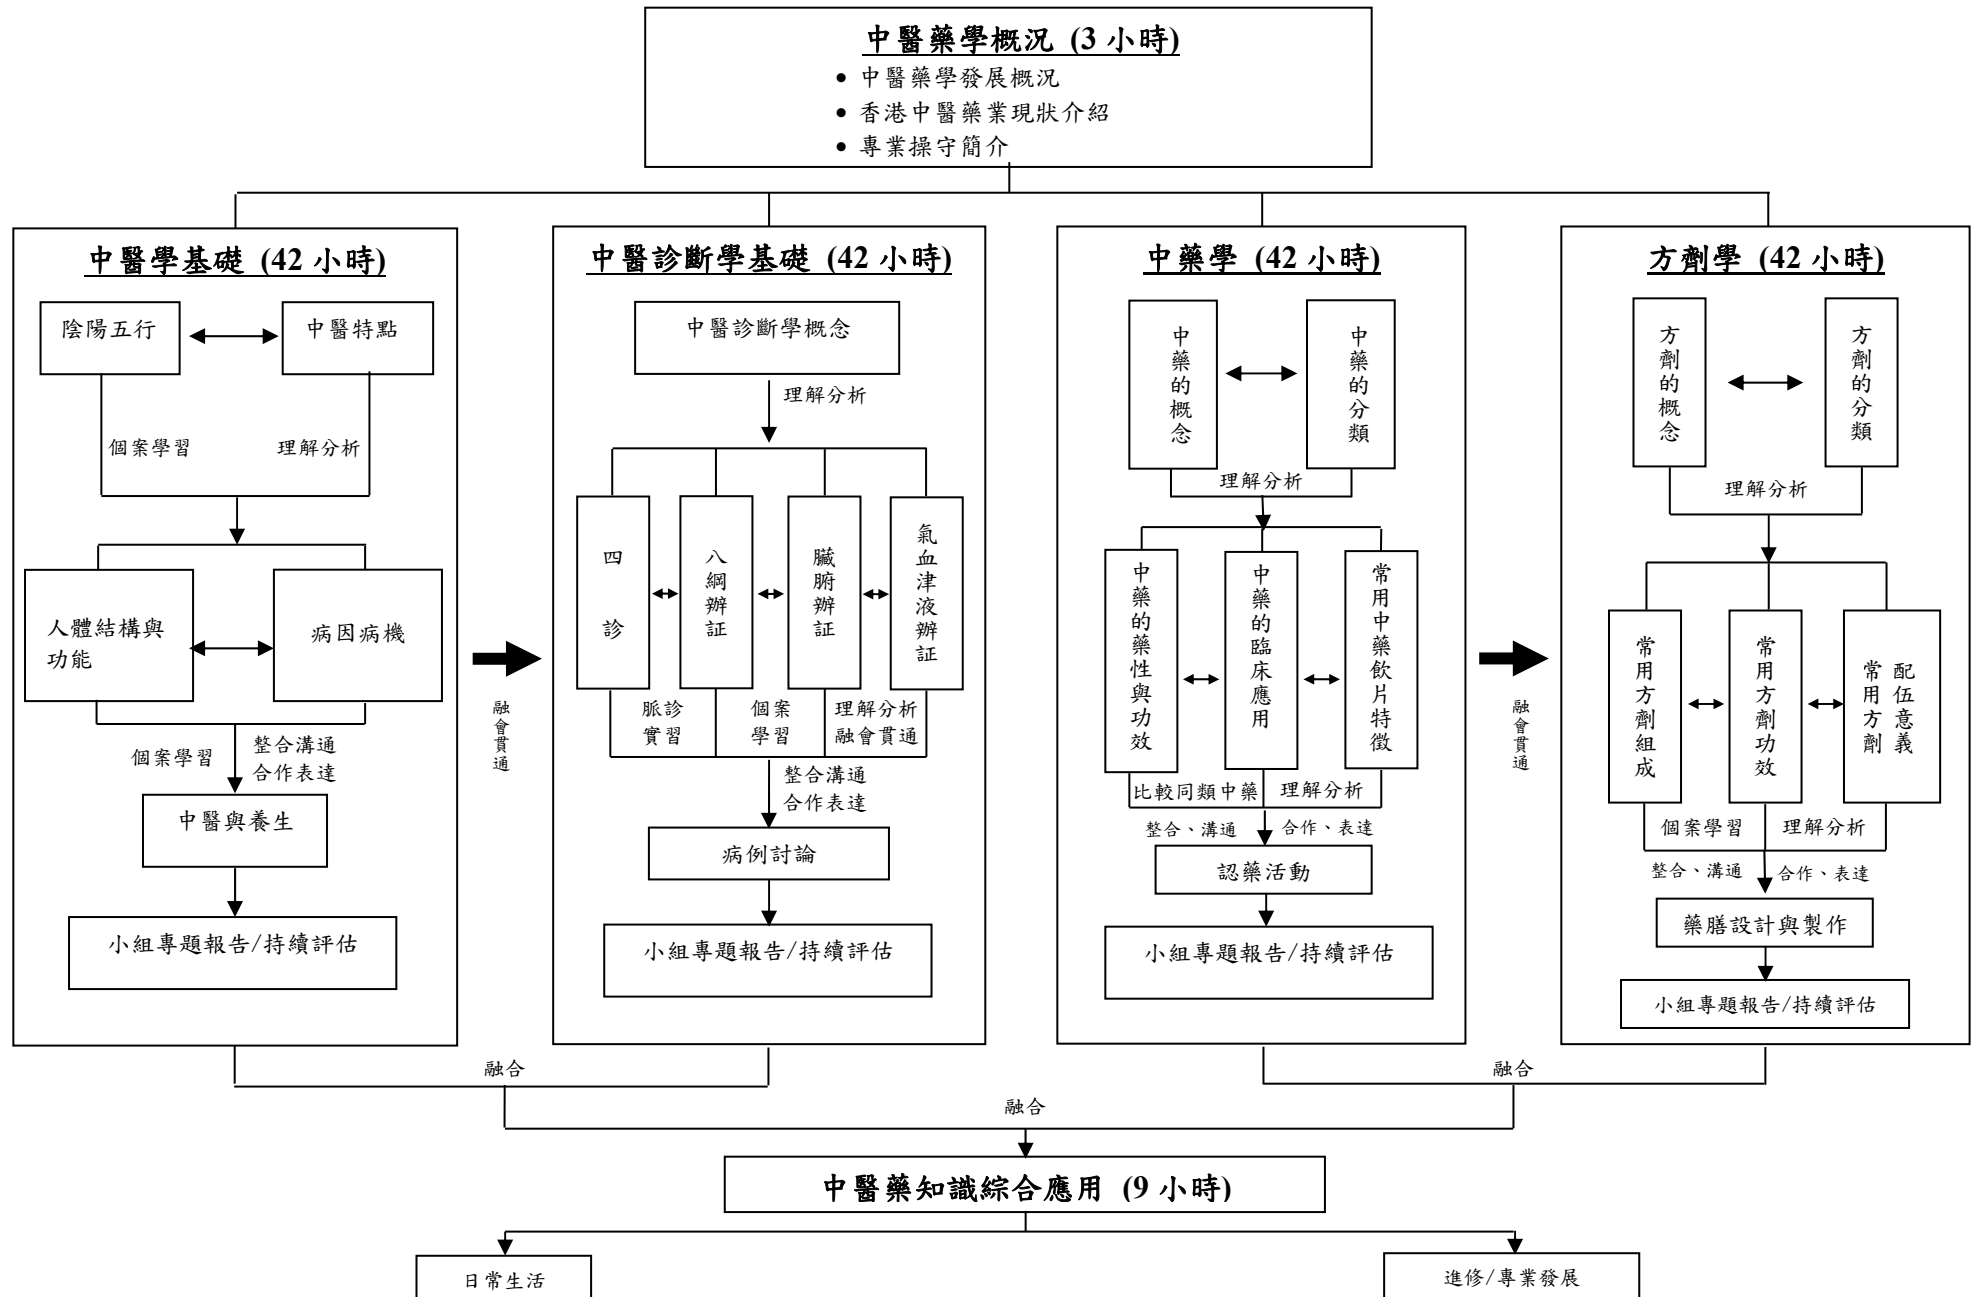 中醫藥學概況 (3 小時)
• 中醫藥學發展概況
• 香港中醫藥業現狀介紹
• 專業操守簡介
中醫學基礎 (42 小時)
陰陽五行
中醫特點
個案學習
理解分析
人體結構與
功能
病因病機
個案學習
整合溝通
合作表達
中醫與養生
小組專題報告/持續評估
融會貫通
中醫診斷學基礎 (42 小時)
中醫診斷學概念
理解分析
四診
八綱辦証
臟腑辦証
氣血津液辦証
脈診
實習
個案
學習
理解分析
融會貫通
整合溝通
合作表達
病例討論
小組專題報告/持續評估
中藥學 (42 小時)
中藥的概念
中藥的分類
理解分析
中藥的藥性與功效
中藥的臨床應用
常用中藥飲片特徵
比較同類中藥
理解分析
整合、溝通
合作、表達
認藥活動
小組專題報告/持續評估
融會貫通
方劑學 (42 小時)
方劑的概念
方劑的分類
理解分析
常用方劑組成
常用方劑功效
常用方劑
配伍意義
個案學習
理解分析
整合、溝通
合作、表達
藥膳設計與製作
小組專題報告/持續評估
融合
融合
融合
中醫藥知識綜合應用 (9 小時)
日常生活
進修/專業發展